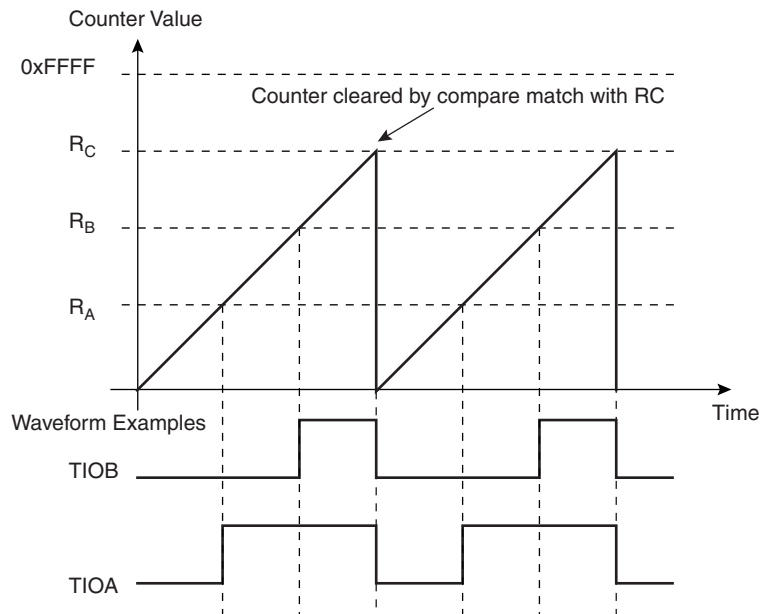 Counter Value
0xFFFF
Counter cleared by compare match with RC
RC
RB
RA
Time
Waveform Examples
TIOB
TIOA